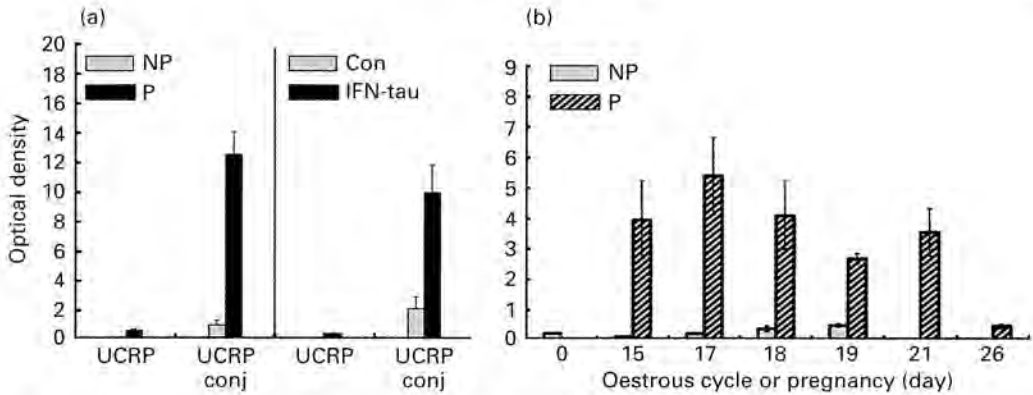 (a)
Optical density
20
18
16
14
12
10
8
6
4
2
0
NP
P
Con
IFN-tau
UCRP
UCRP
conj
UCRP
UCRP
conj
(b)
9
8
7
6
5
4
3
2
1
0
NP
P
0 15 17 18 19 21 26
Oestrous cycle or pregnancy (day)